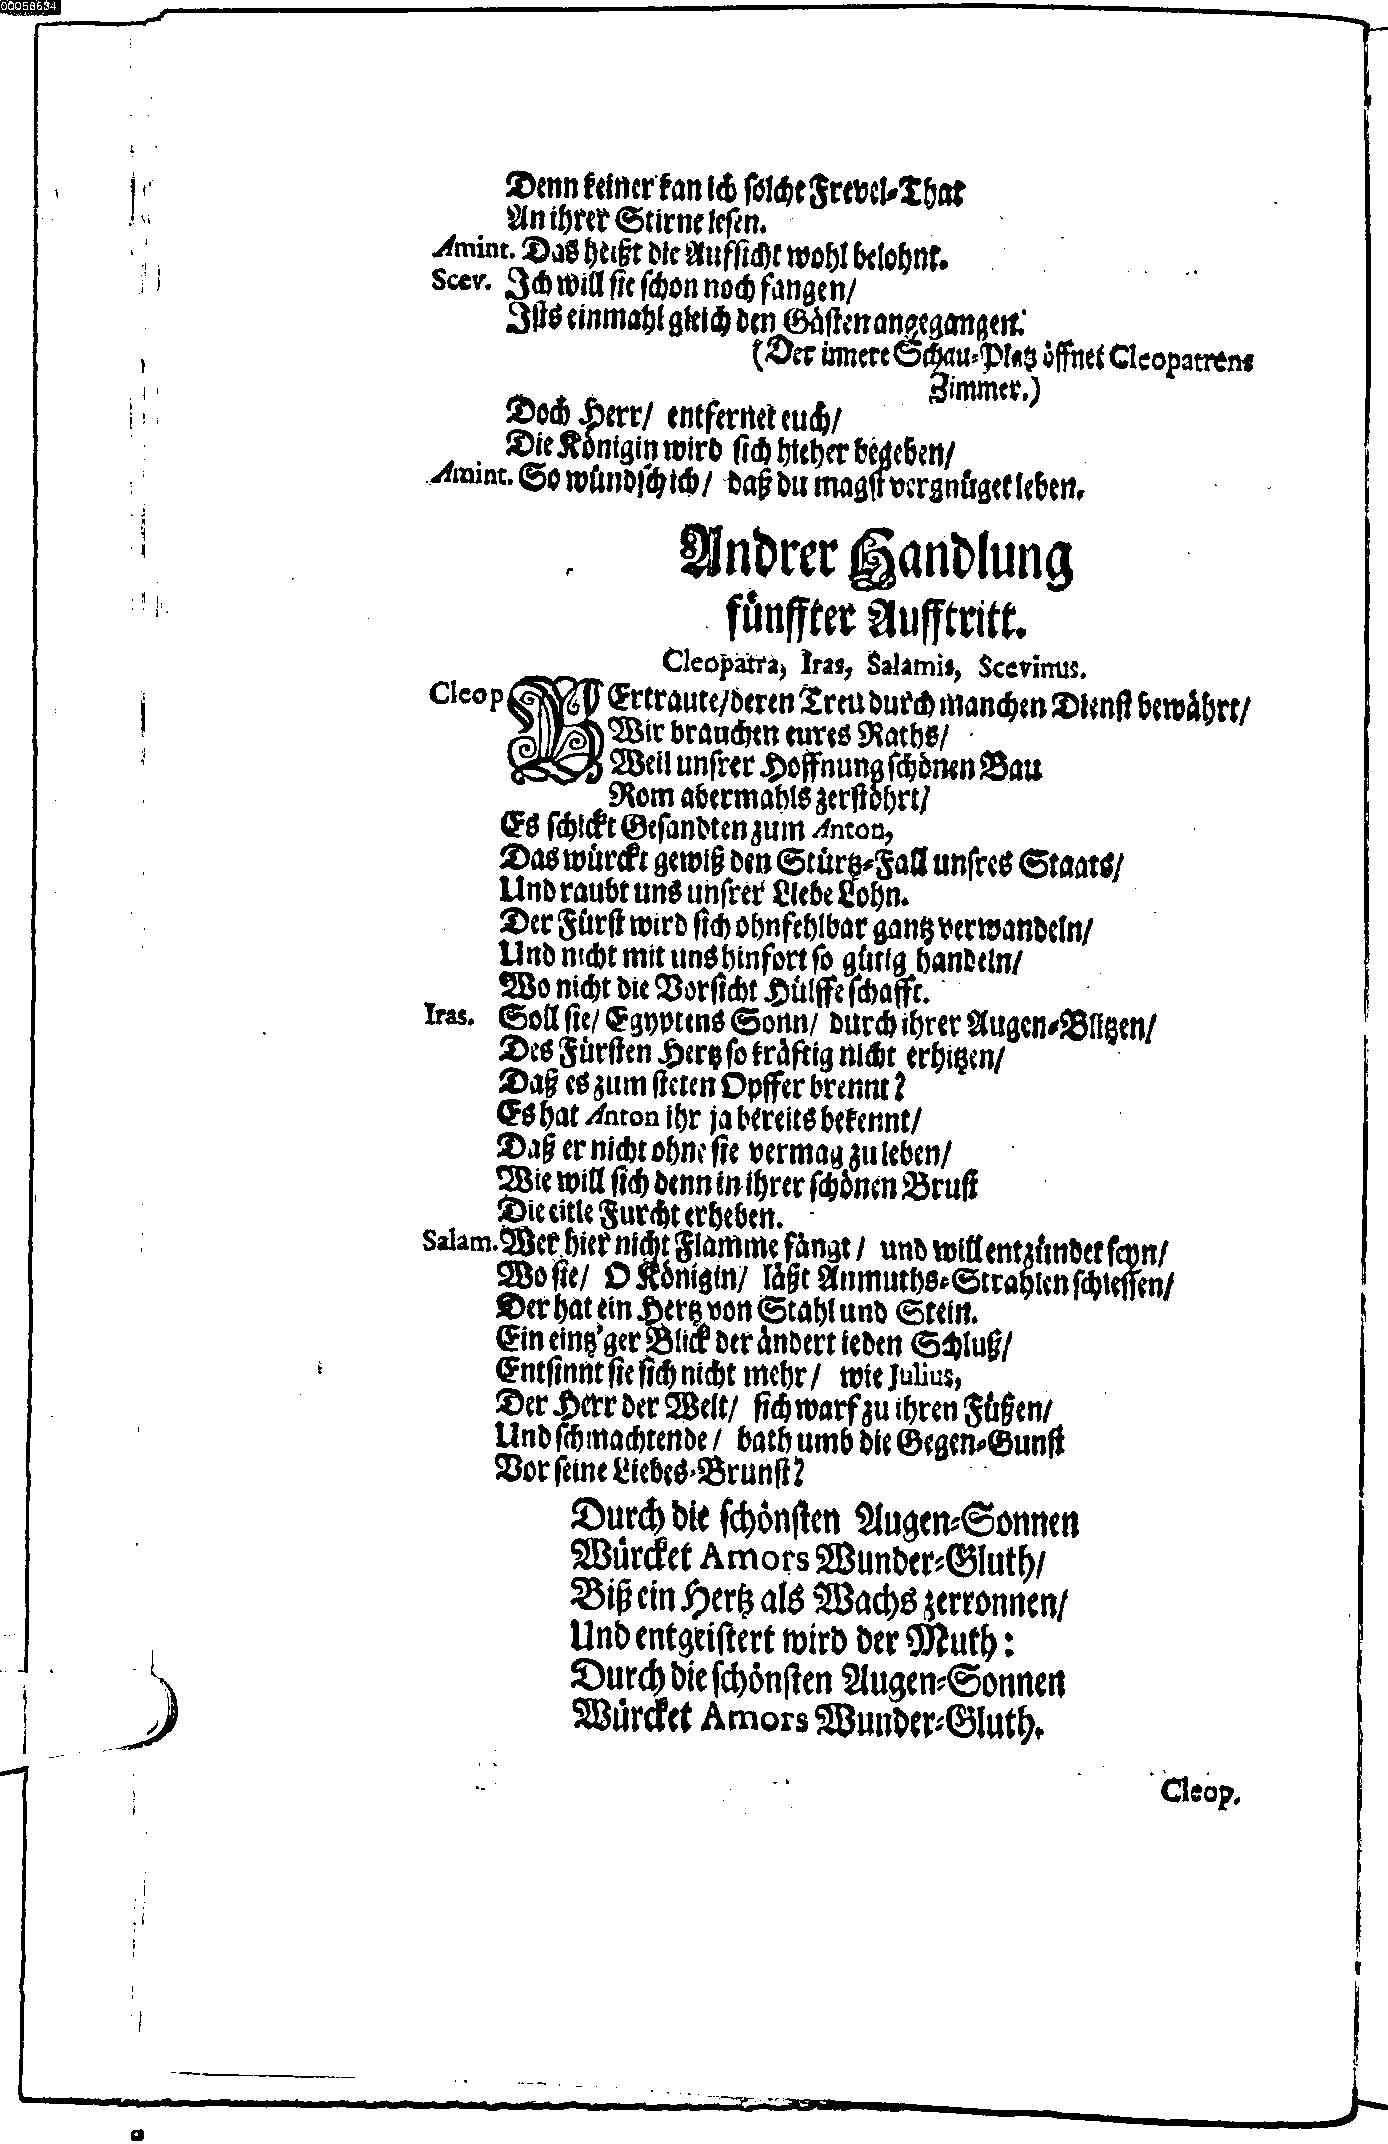 00058634
Denn keiner kan ich solche Frevel-That
An ihrer Stirne lesen.
Amint. Das heißt die Aufsicht wohl belohnt.
Scev. Ich will sie schon noch fangen/
Ists einmahl gleich den Gästen angegangen.
(Der innere Schau-Platz öffnet Cleopatrens
Zimmer.)
Doch Herr/ entfernet euch/
Die Königin wird sich hieher begeben/
Amint. So wündsch ich/ daß du magst vergnüget leben.
Andrer Handlung
fünffter Aufftritt.
Cleopatra, Iras, Salamis, Scevinus.
Cleop. VErtraute/deren Treu durch manchen Dienst bewährt/
Wir brauchen eures Raths/
Weil unsrer Hoffnung schönen Bau
Rom abermahls zerstöhrt/
Es schickt Gesandten zum Anton,
Das würckt gewiß den Stürtz-Fall unsres Staats/
Und raubt uns unsrer Liebe Lohn.
Der Fürst wird sich ohnfehlbar gantz verwandeln/
Und nicht mit uns hinfort so gütig handeln/
Wo nicht die Vorsicht Hülffe schafft.
Iras. Soll sie/ Egyptens Sonn/ durch ihrer Augen-Blitzen/
Des Fürsten Hertz so kräftig nicht erhitzen/
Daß es zum steten Opffer brennt?
Es hat Anton ihr ja bereits bekennt/
Daß er nicht ohne sie vermag zu leben/
Wie will sich denn in ihrer schönen Brust
Die eitle Furcht erheben.
Salam. Wer hier nicht Flamme fängt/ und will entzündet seyn/
Wo sie/ O Königin/ läßt Anmuths-Strahlen schiessen/
Der hat ein Hertz von Stahl und Stein.
Ein eintz'ger Blick der ändert ieden Schluß/
Entsinnt sie sich nicht mehr/ wie Julius,
Der Herr der Welt/ sich warf zu ihren Füßen/
Und schmachtende/ bath umb die Gegen-Gunst
Vor seine Liebes-Brunst?
Durch die schönsten Augen-Sonnen
Würcket Amors Wunder-Gluth/
Biß ein Hertz als Wachs zerronnen/
Und entgeistert wird der Muth:
Durch die schönsten Augen-Sonnen
Würcket Amors Wunder-Gluth.
Cleop.